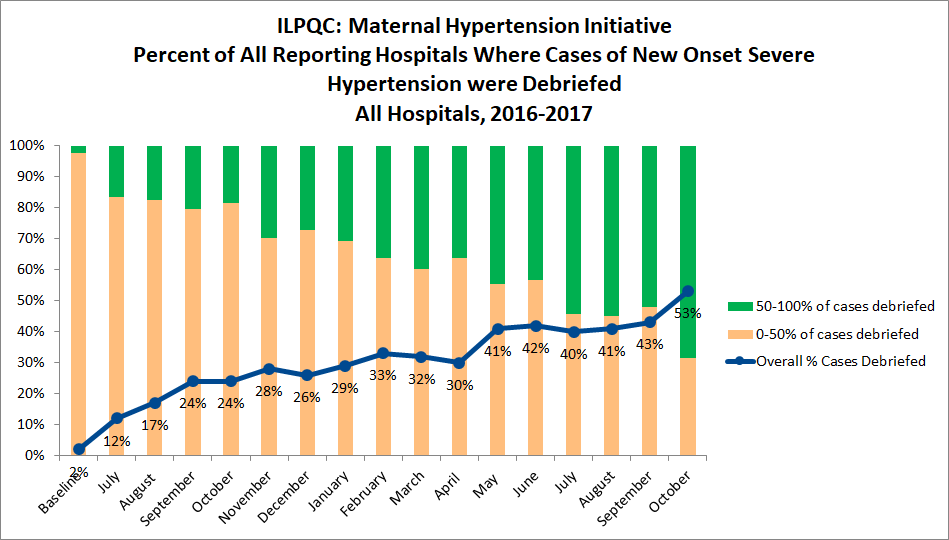 ILPQC: Maternal Hypertension Initiative
Percent of All Reporting Hospitals Where Cases of New Onset Severe
Hypertension were Debriefed
All Hospitals, 2016-2017
100%
90%
80%
70%
60%
50%
40%
30%
20%
10%
0%
2%
12%
17%
24%
24%
28%
26%
29%
33%
32%
30%
41%
42%
40%
41%
43%
53%
Baseline
July
August
September
October
November
December
January
February
March
April
May
June
July
August
September
October
50-100% of cases debriefed
0-50% of cases debriefed
Overall % Cases Debriefed